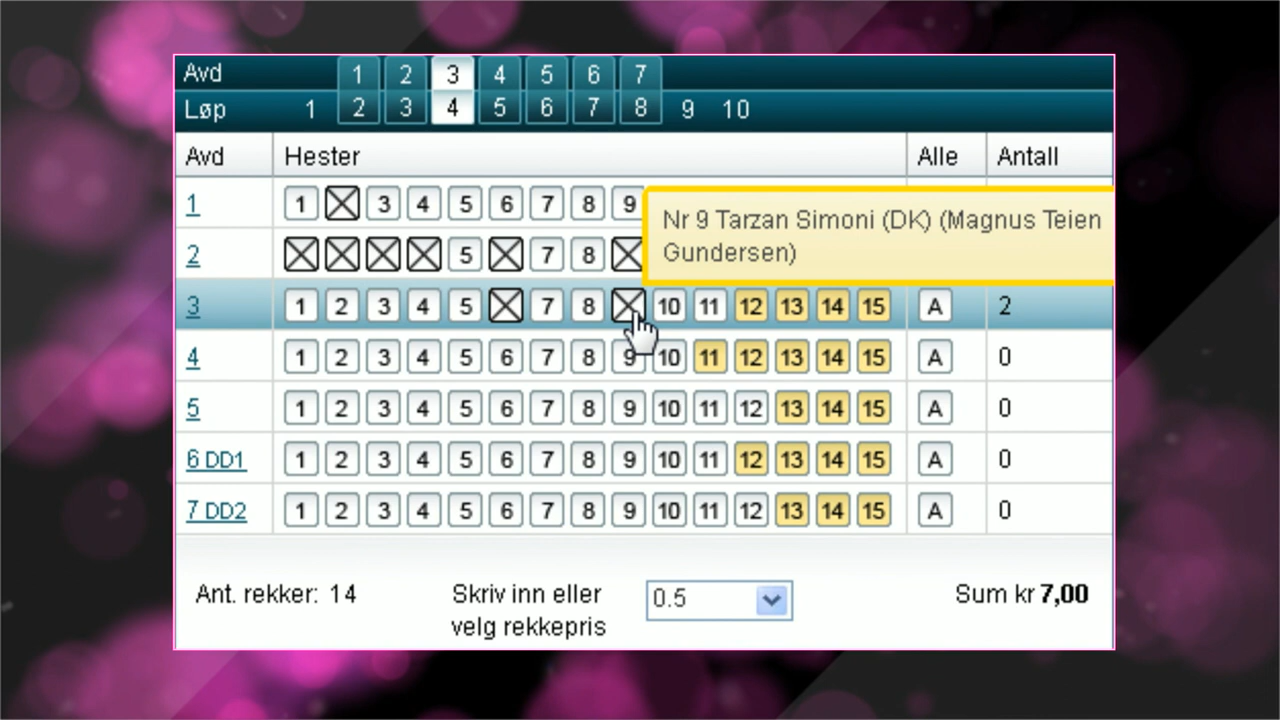 Avd 1 2 3 4 5 6 7
Løp 1 2 3 4 5 6 7 8 9 10
Avd Hester Alle Antall
1 1 3 4 5 6 7 8 9
Nr 9 Tarzan Simoni (DK) (Magnus Teien
Gundersen)
2 5 7 8
3 1 2 3 4 5 7 8 10 11 12 13 14 15 A 2
4 1 2 3 4 5 6 7 8 9 10 11 12 13 14 15 A 0
5 1 2 3 4 5 6 7 8 9 10 11 12 13 14 15 A 0
6 DD1 1 2 3 4 5 6 7 8 9 10 11 12 13 14 15 A 0
7 DD2 1 2 3 4 5 6 7 8 9 10 11 12 13 14 15 A 0
Ant. rekker: 14 Skriv inn eller 0.5 Sum kr 7,00
velg rekkepris